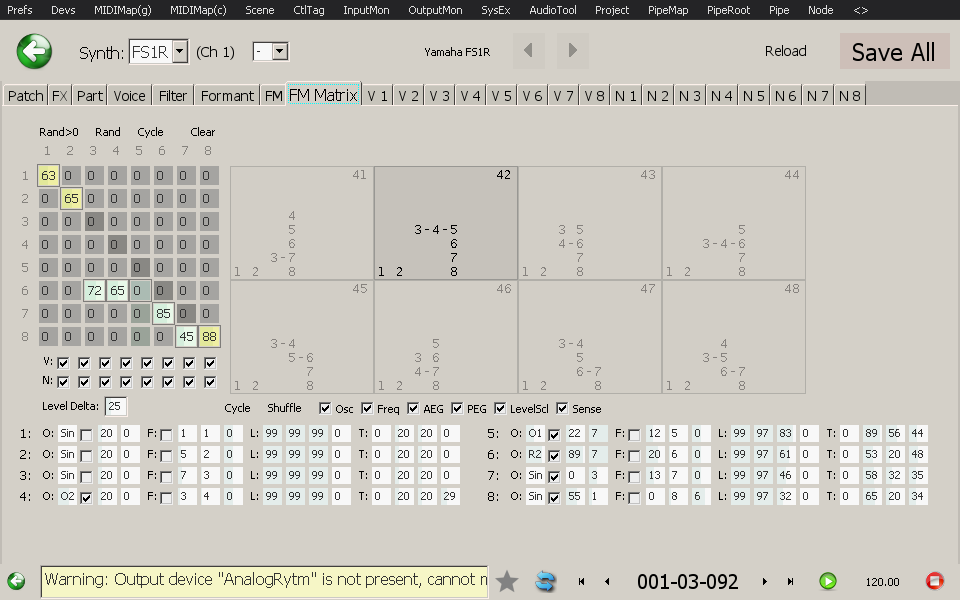 Prefs Devs MIDIMap(g) MIDIMap(c) Scene CtlTag InputMon OutputMon SysEx AudioTool Project PipeMap PipeRoot Pipe Node <>
Synth: FS1R (Ch 1) - Yamaha FS1R Reload Save All
Patch FX Part Voice Filter Formant FM FM Matrix V 1 V 2 V 3 V 4 V 5 V 6 V 7 V 8 N 1 N 2 N 3 N 4 N 5 N 6 N 7 N 8
Rand>0 Rand Cycle Clear
1 2 3 4 5 6 7 8
1 63 0 0 0 0 0 0 0
2 0 65 0 0 0 0 0 0
3 0 0 0 0 0 0 0 0
4 0 0 0 0 0 0 0 0
5 0 0 0 0 0 0 0 0
6 0 0 72 65 0 0 0 0
7 0 0 0 0 0 85 0 0
8 0 0 0 0 0 0 45 88
V:
N:
Level Delta: 25
41
4
5
6
3-7
1 2 8
42
3-4-5
6
7
1 2 8
43
3 5
4-6
7
1 2 8
44
5
3-4-6
7
1 2 8
45
3-4
5-6
7
1 2 8
46
5
3 6
4-7
1 2 8
47
3-4
5
6-7
1 2 8
48
4
3-5
6-7
1 2 8
Cycle Shuffle Osc Freq AEG PEG LevelScl Sense
1: O: Sin 20 0 F: 1 1 0 L: 99 99 99 0 T: 0 20 20 0
2: O: Sin 20 0 F: 5 2 0 L: 99 99 99 0 T: 0 20 20 0
3: O: Sin 20 0 F: 7 3 0 L: 99 99 99 0 T: 0 20 20 0
4: O: O2 20 0 F: 3 4 0 L: 99 99 99 0 T: 0 20 20 29
5: O: O1 22 7 F: 12 5 0 L: 99 97 83 0 T: 0 89 56 44
6: O: R2 89 7 F: 20 6 0 L: 99 97 61 0 T: 0 53 20 48
7: O: Sin 0 3 F: 13 7 0 L: 99 97 46 0 T: 0 58 32 35
8: O: Sin 55 1 F: 0 8 6 L: 99 97 32 0 T: 0 65 20 34
Warning: Output device "AnalogRytm" is not present, cannot 001-03-092 120.00